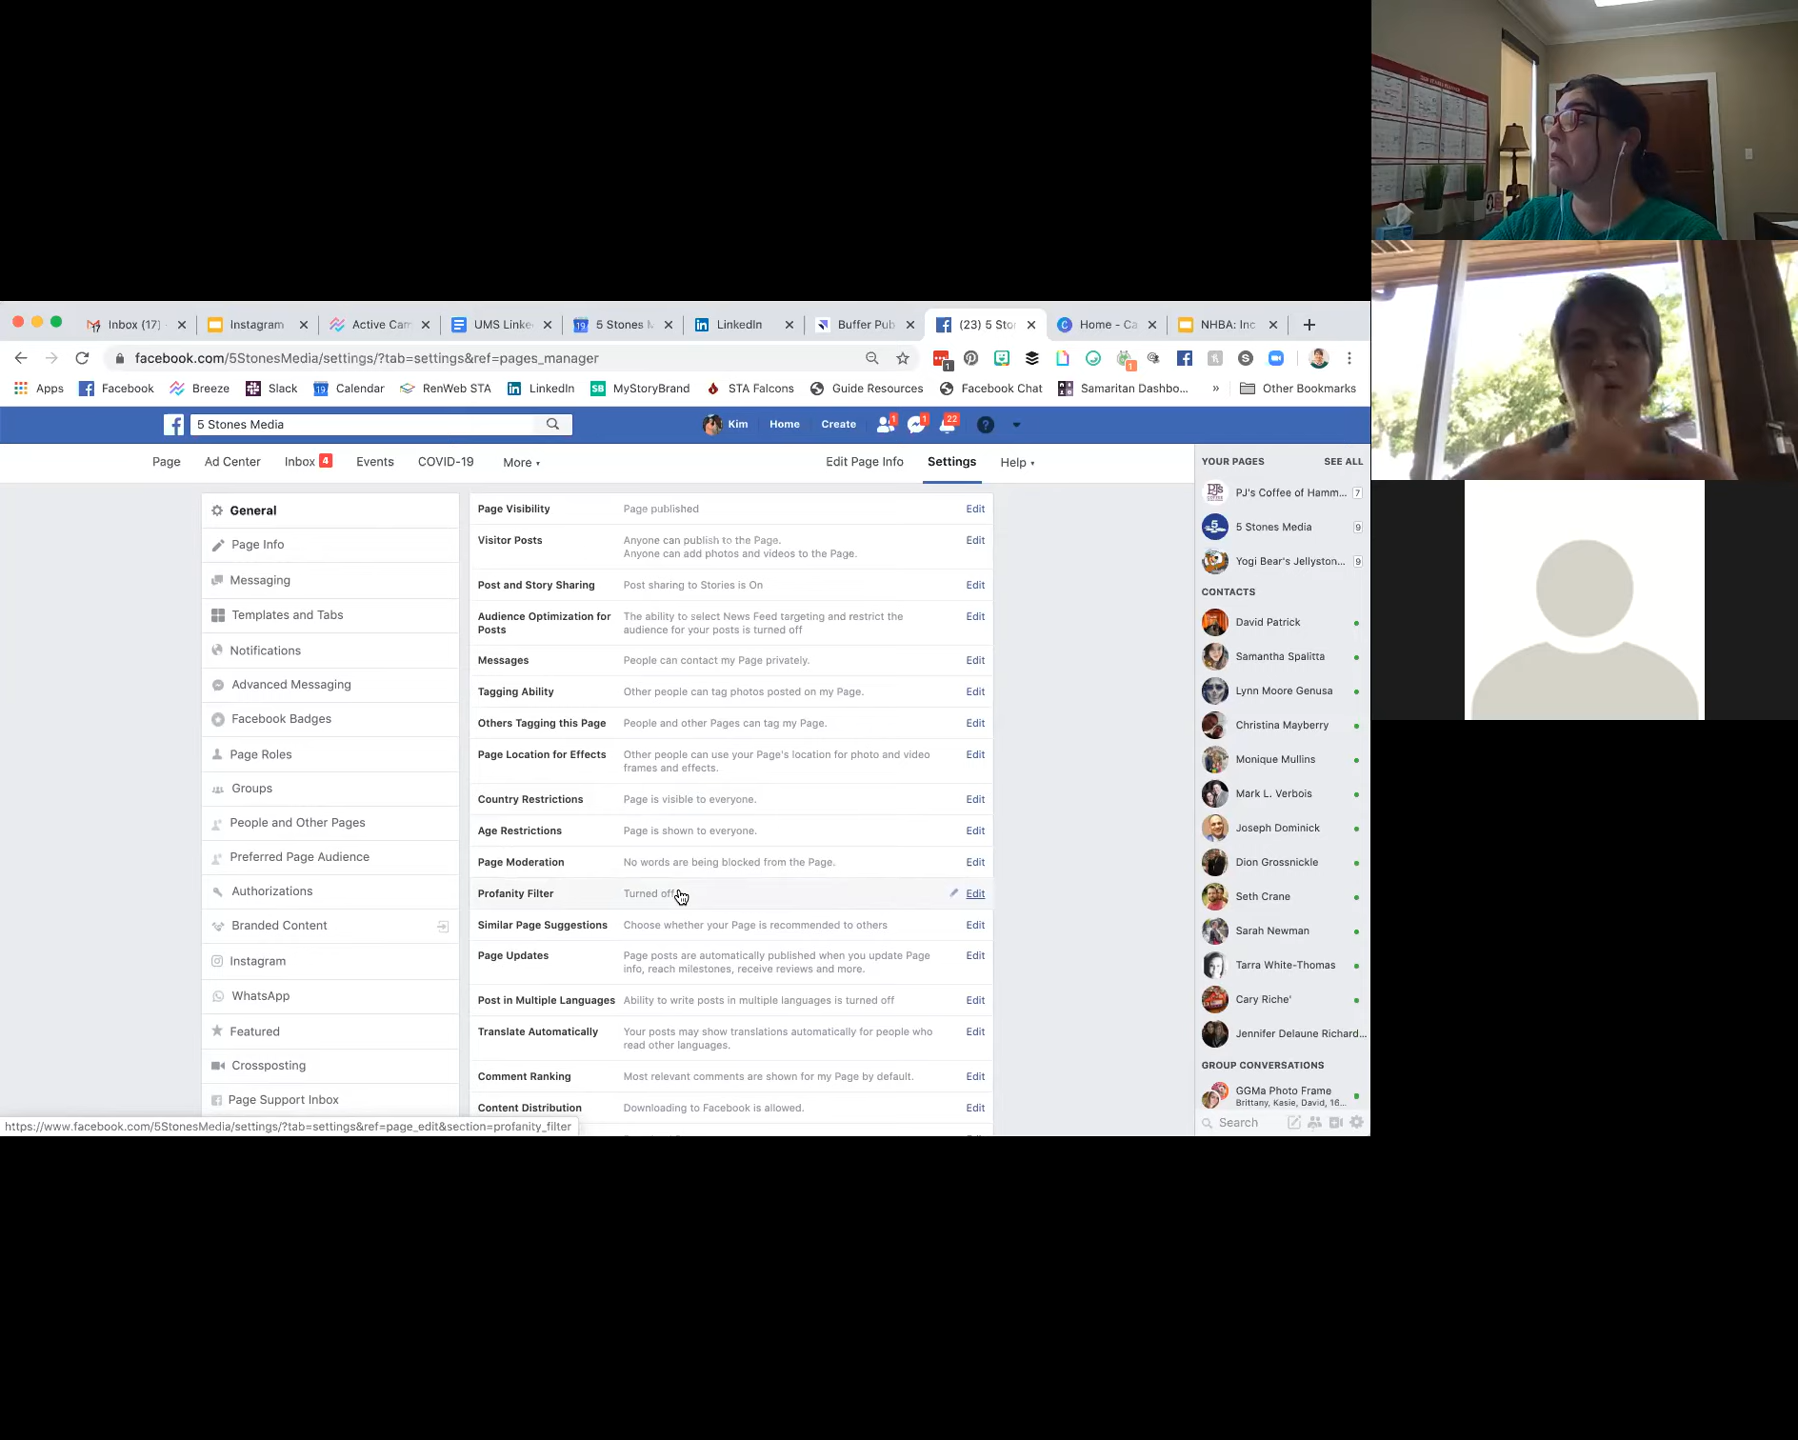 Inbox (17)
Instagram
Active Cam
UMS Linke
5 Stones M
LinkedIn
Buffer Pub
(23) 5 Sto
Home - Ca
NHBA: Inc
facebook.com/5StonesMedia/settings/?tab=settings&ref=pages_manager
Apps
Facebook
Breeze
Slack
Calendar
RenWeb STA
LinkedIn
MyStoryBrand
STA Falcons
Guide Resources
Facebook Chat
Samaritan Dashbo...
»
Other Bookmarks
5 Stones Media
Kim
Home
Create
1
1
22
Page
Ad Center
Inbox 4
Events
COVID-19
More
Edit Page Info
Settings
Help
General
Page Info
Messaging
Templates and Tabs
Notifications
Advanced Messaging
Facebook Badges
Page Roles
Groups
People and Other Pages
Preferred Page Audience
Authorizations
Branded Content
Instagram
WhatsApp
Featured
Crossposting
Page Support Inbox
Page Visibility Page published Edit
Visitor Posts Anyone can publish to the Page. Edit
Anyone can add photos and videos to the Page.
Post and Story Sharing Post sharing to Stories is On Edit
Audience Optimization for The ability to select News Feed targeting and restrict the Edit
Posts audience for your posts is turned off
Messages People can contact my Page privately. Edit
Tagging Ability Other people can tag photos posted on my Page. Edit
Others Tagging this Page People and other Pages can tag my Page. Edit
Page Location for Effects Other people can use your Page's location for photo and video Edit
frames and effects.
Country Restrictions Page is visible to everyone. Edit
Age Restrictions Page is shown to everyone. Edit
Page Moderation No words are being blocked from the Page. Edit
Profanity Filter Turned off Edit
Similar Page Suggestions Choose whether your Page is recommended to others Edit
Page Updates Page posts are automatically published when you update Page Edit
info, reach milestones, receive reviews and more.
Post in Multiple Languages Ability to write posts in multiple languages is turned off Edit
Translate Automatically Your posts may show translations automatically for people who Edit
read other languages.
Comment Ranking Most relevant comments are shown for my Page by default. Edit
Content Distribution Downloading to Facebook is allowed. Edit
YOUR PAGES SEE ALL
PJ's Coffee of Hamm... 7
5 Stones Media 9
Yogi Bear's Jellyston... 9
CONTACTS
David Patrick
Samantha Spalitta
Lynn Moore Genusa
Christina Mayberry
Monique Mullins
Mark L. Verbois
Joseph Dominick
Dion Grossnickle
Seth Crane
Sarah Newman
Tarra White-Thomas
Cary Riche'
Jennifer Delaune Richard...
GROUP CONVERSATIONS
GGMa Photo Frame
Brittany, Kasie, David, 16...
Search
https://www.facebook.com/5StonesMedia/settings/?tab=settings&ref=page_edit&section=profanity_filter